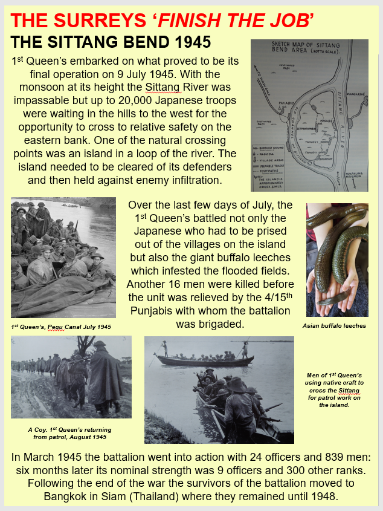 THE SURREYS ‘FINISH THE JOB’
THE SITTANG BEND 1945
1st Queen's embarked on what proved to be its
final operation on 9 July 1945. With the
monsoon at its height the Sittang River was
impassable but up to 20,000 Japanese troops
were waiting in the hills to the west for the
opportunity to cross to relative safety on the
eastern bank. One of the natural crossing
points was an island in a loop of the river. The
island needed to be cleared of its defenders
and then held against enemy infiltration.
SKETCH MAP OF SITTANG
BEND AREA
Over the last few days of July, the
1st Queen's battled not only the
Japanese who had to be prised
out of the villages on the island
but also the giant buffalo leeches
which infested the flooded fields.
Another 16 men were killed before
the unit was relieved by the 4/15th
Punjabis with whom the battalion
was brigaded.
1st Queen's, Pegu Canal July 1945
Asian buffalo leeches
Men of 1st Queen's
using native craft to
cross the Sittang
for patrol work on
the island.
A Coy. 1st Queen's returning
from patrol, August 1945
In March 1945 the battalion went into action with 24 officers and 839 men:
six months later its nominal strength was 9 officers and 300 other ranks.
Following the end of the war the survivors of the battalion moved to
Bangkok in Siam (Thailand) where they remained until 1948.